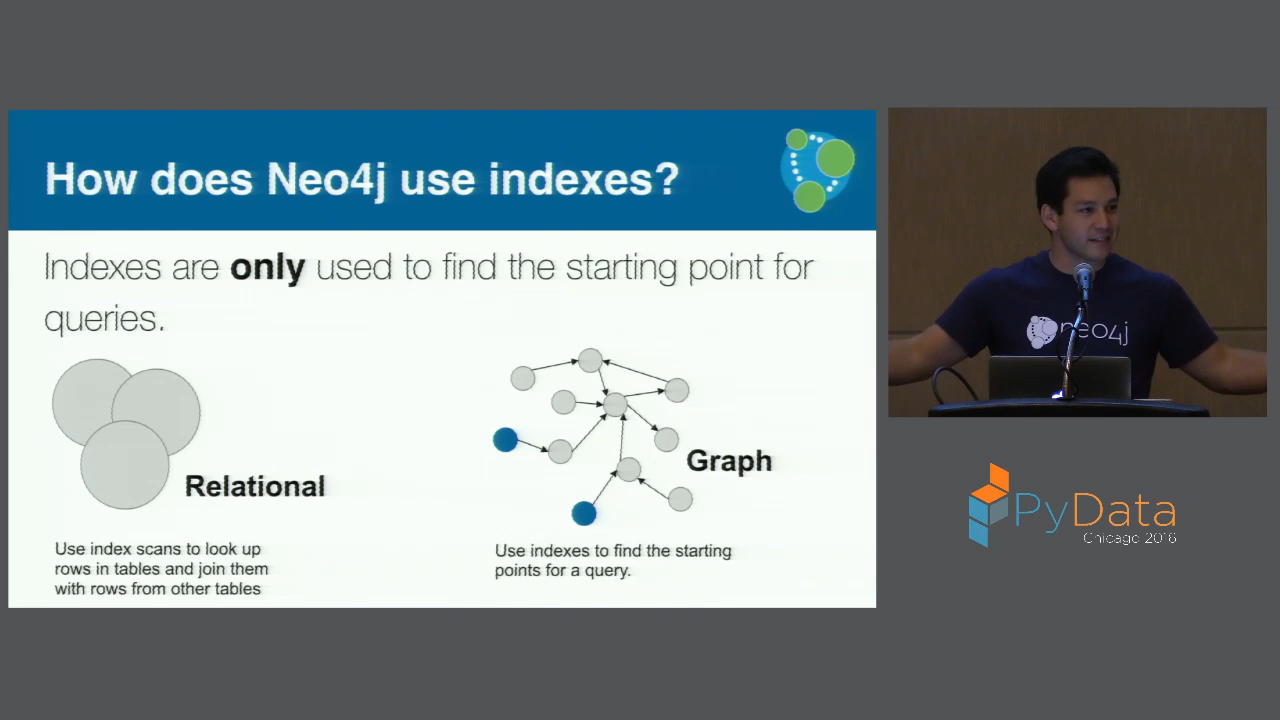 How does Neo4j use indexes?
Indexes are only used to find the starting point for
queries.
Relational
Use index scans to look up
rows in tables and join them
with rows from other tables
Graph
Use indexes to find the starting
points for a query.
neo4j
PyData
Chicago 2016